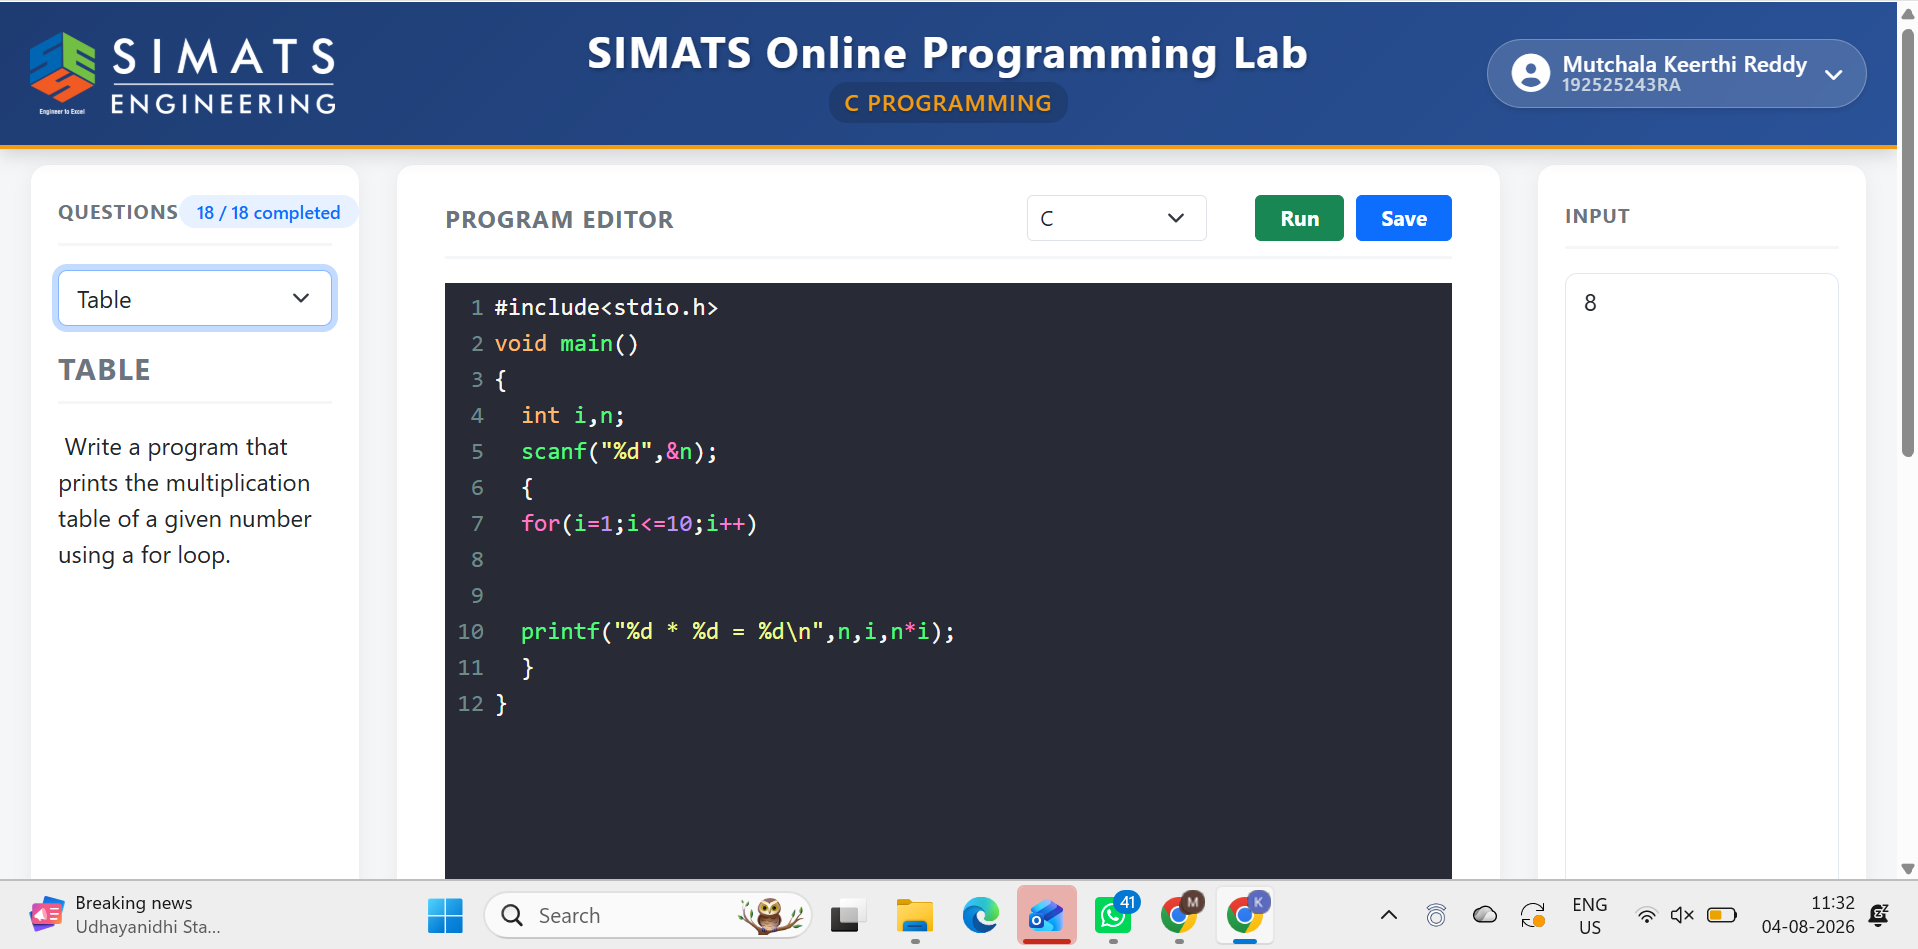 SIMATS
ENGINEERING
Engineer to Excel
SIMATS Online Programming Lab
C PROGRAMMING
Mutchala Keerthi Reddy
192525243RA
QUESTIONS
18 / 18 completed
Table
TABLE
Write a program that
prints the multiplication
table of a given number
using a for loop.
PROGRAM EDITOR
C
Run
Save
1 #include<stdio.h>
2 void main()
3 {
4 int i,n;
5 scanf("%d",&n);
6 {
7 for(i=1;i<=10;i++)
8
9
10 printf("%d * %d = %d\n",n,i,n*i);
11 }
12 }
INPUT
8
Breaking news
Udhayanidhi Sta...
Search
41
M
K
ENG
US
11:32
04-08-2026